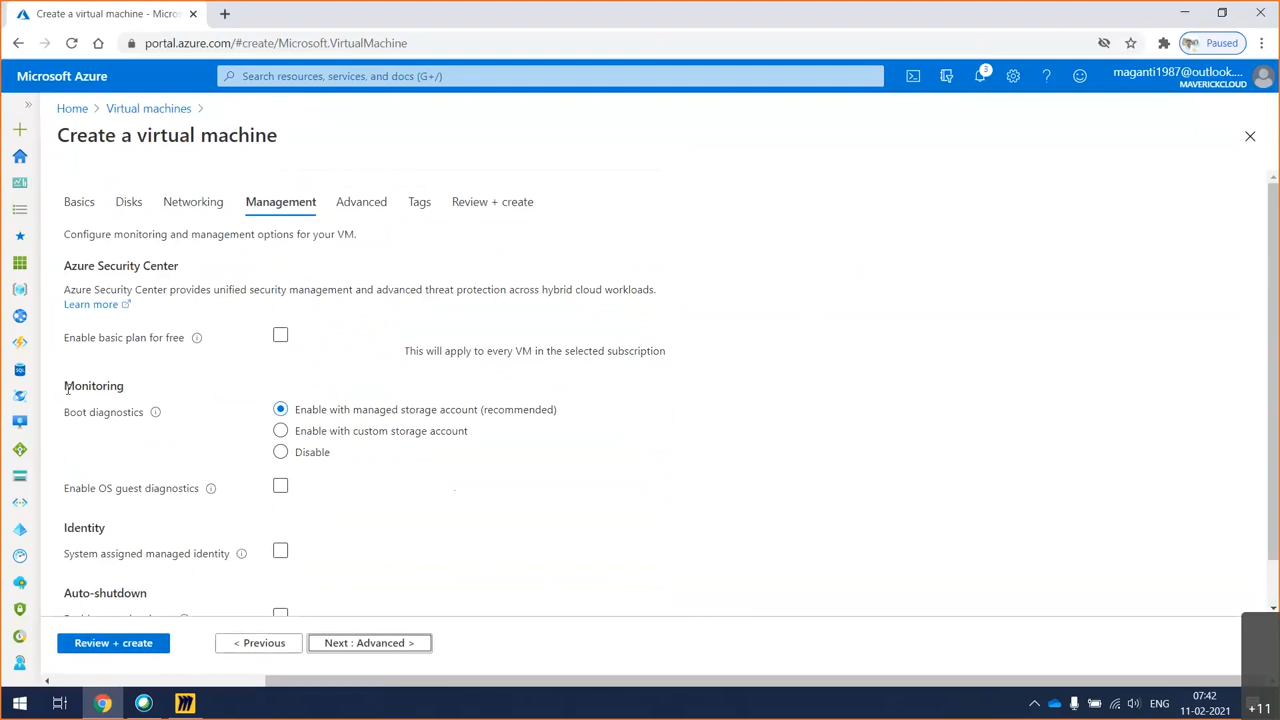 Create a virtual machine - Micros
portal.azure.com/#create/Microsoft.VirtualMachine
Paused
Microsoft Azure
Search resources, services, and docs (G+/)
3
maganti1987@outlook....
MAVERICKCLOUD
Home > Virtual machines >
Create a virtual machine
Basics Disks Networking Management Advanced Tags Review + create
Configure monitoring and management options for your VM.
Azure Security Center
Azure Security Center provides unified security management and advanced threat protection across hybrid cloud workloads.
Learn more
Enable basic plan for free
This will apply to every VM in the selected subscription
Monitoring
Boot diagnostics
Enable with managed storage account (recommended)
Enable with custom storage account
Disable
Enable OS guest diagnostics
Identity
System assigned managed identity
Auto-shutdown
Review + create
< Previous
Next : Advanced >
ENG
07:42
11-02-2021
+11